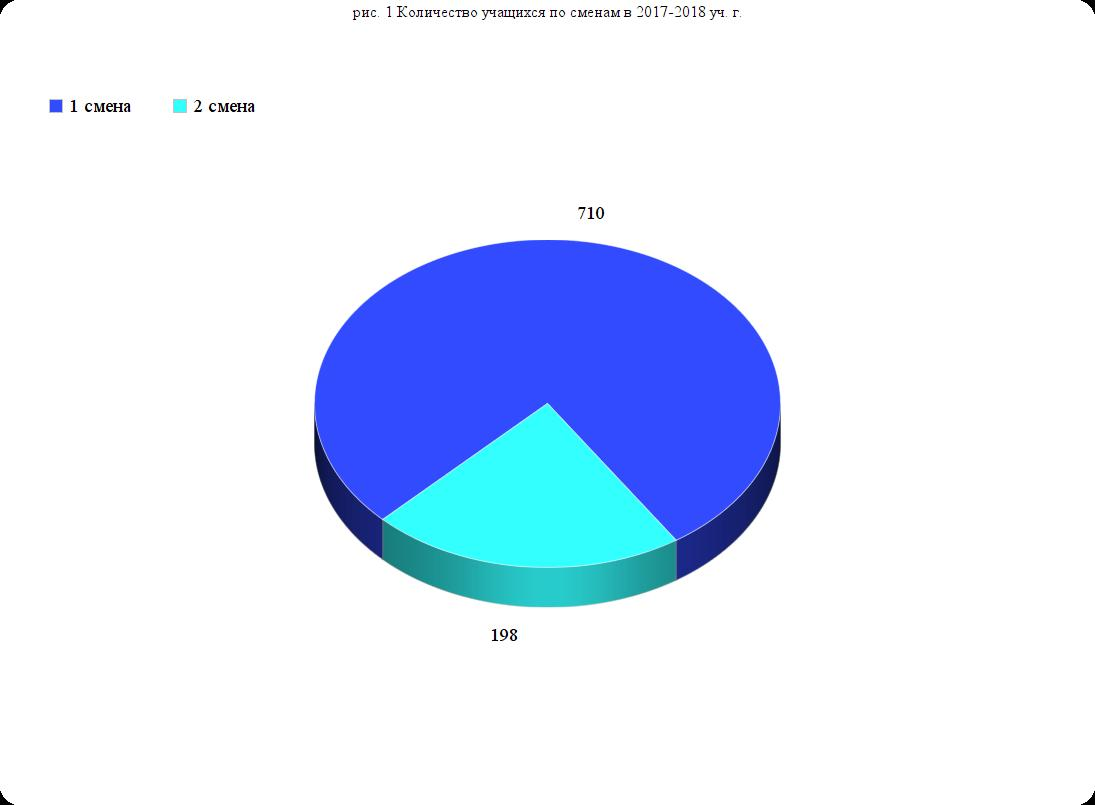 рис. 1 Количество учащихся по сменам в 2017-2018 уч. г.
1 смена 2 смена
710
198